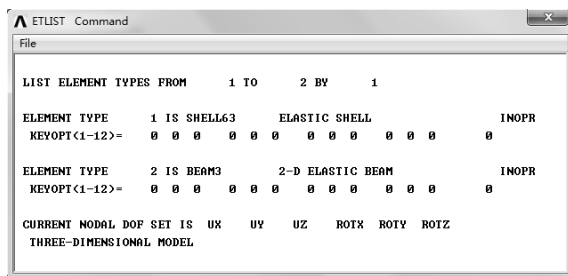 ETLIST Command
File
LIST ELEMENT TYPES FROM 1 TO 2 BY 1
ELEMENT TYPE 1 IS SHELL63 ELASTIC SHELL INOPR
KEYOPT(1-12)= 0 0 0 0 0 0 0 0 0 0 0 0 0
ELEMENT TYPE 2 IS BEAM3 2-D ELASTIC BEAM INOPR
KEYOPT(1-12)= 0 0 0 0 0 0 0 0 0 0 0 0 0
CURRENT NODAL DOF SET IS UX UY UZ ROTX ROTY ROTZ
THREE-DIMENSIONAL MODEL